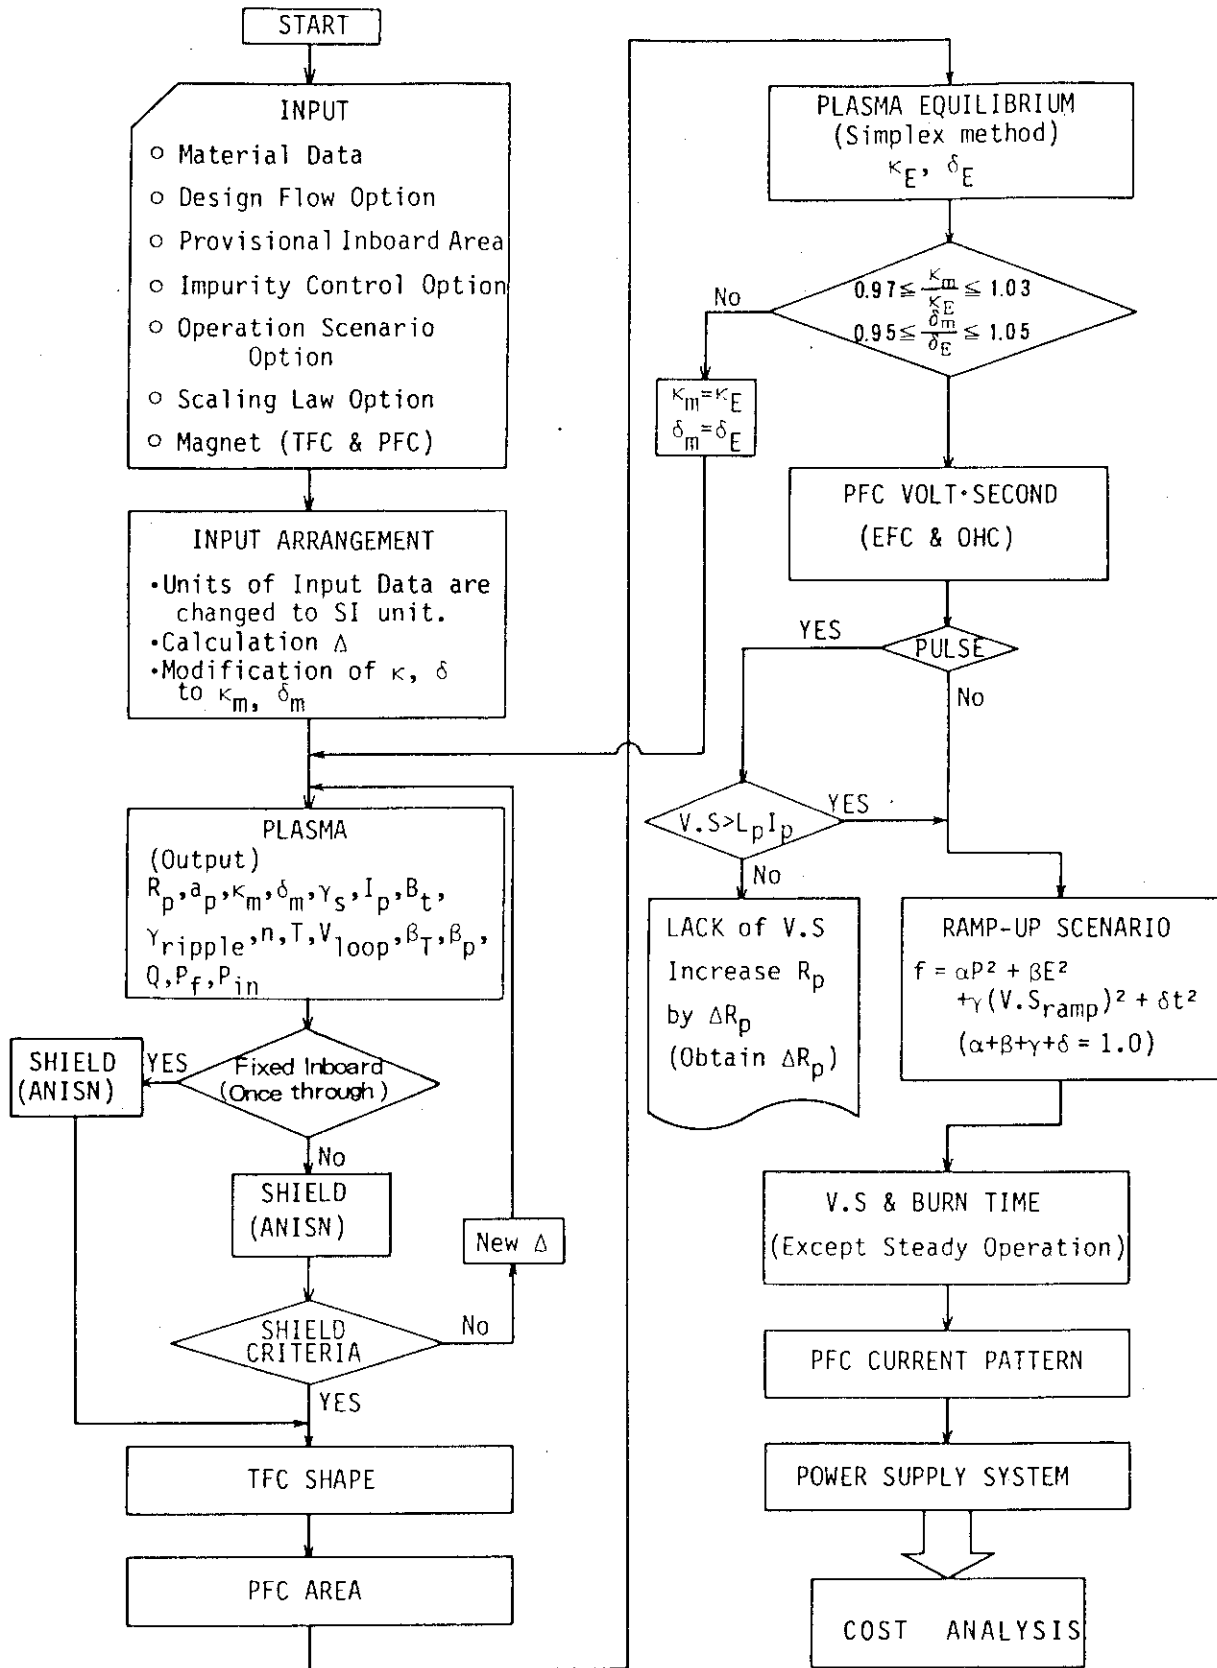 START
INPUT
○ Material Data
○ Design Flow Option
○ Provisional Inboard Area
○ Impurity Control Option
○ Operation Scenario
Option
○ Scaling Law Option
○ Magnet (TFC & PFC)
INPUT ARRANGEMENT
•Units of Input Data are
changed to SI unit.
•Calculation Δ
•Modification of κ, δ
to κm, δm
PLASMA
(Output)
Rp,ap,κm,δm,γs,Ip,Bt,
γripple,n,T,Vloop,βT,βp,
Q,Pf,Pin
Fixed Inboard
(Once through)
YES
SHIELD
(ANISN)
No
SHIELD
(ANISN)
New Δ
SHIELD
CRITERIA
No
YES
TFC SHAPE
PFC AREA
PLASMA EQUILIBRIUM
(Simplex method)
κE, δE
0.97≦κm/κE≦1.03
0.95≦δm/δE≦1.05
No
κm=κE
δm=δE
PFC VOLT·SECOND
(EFC & OHC)
YES
PULSE
No
V.S>LpIp
YES
No
LACK of V.S
Increase Rp
by ΔRp
(Obtain ΔRp)
RAMP-UP SCENARIO
f = αP² + βE²
+γ(V.Sramp)² + δt²
(α+β+γ+δ = 1.0)
V.S & BURN TIME
(Except Steady Operation)
PFC CURRENT PATTERN
POWER SUPPLY SYSTEM
COST ANALYSIS